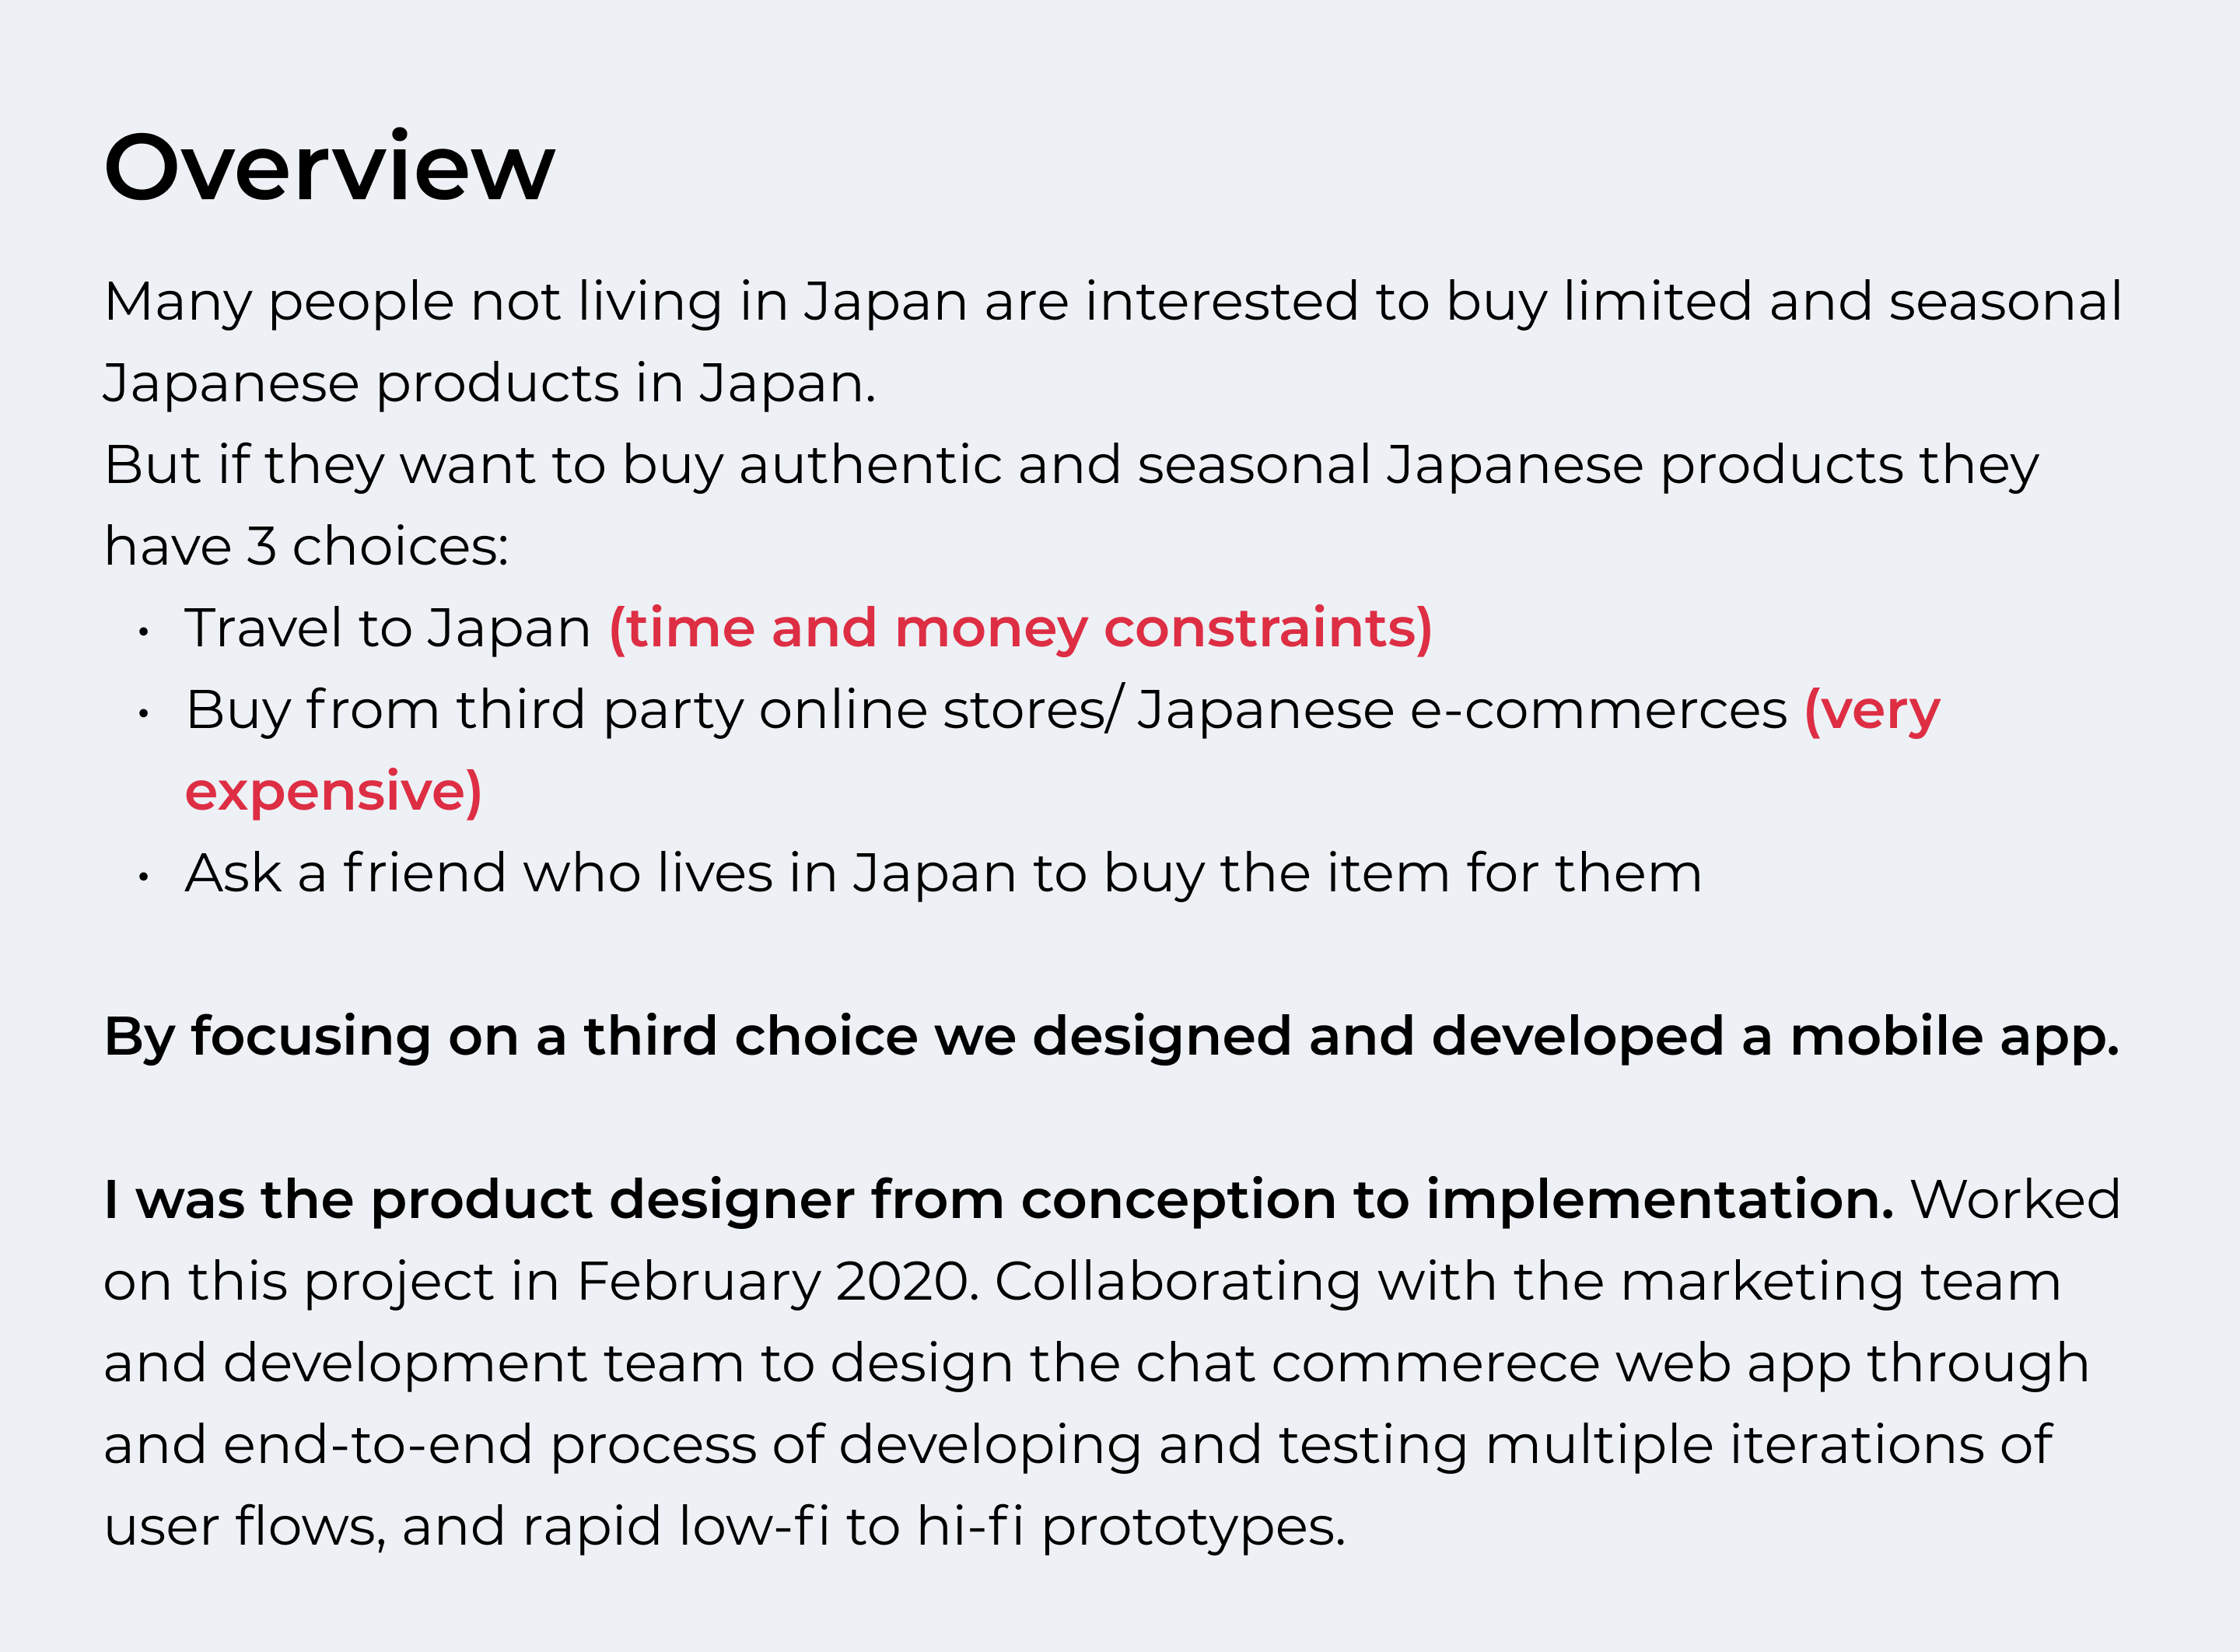 Overview
Many people not living in Japan are interested to buy limited and seasonal
Japanese products in Japan.
But if they want to buy authentic and seasonal Japanese products they
have 3 choices:
• Travel to Japan (time and money constraints)
• Buy from third party online stores/ Japanese e-commerces (very
expensive)
• Ask a friend who lives in Japan to buy the item for them
By focusing on a third choice we designed and developed a mobile app.
I was the product designer from conception to implementation. Worked
on this project in February 2020. Collaborating with the marketing team
and development team to design the chat commerece web app through
and end-to-end process of developing and testing multiple iterations of
user flows, and rapid low-fi to hi-fi prototypes.